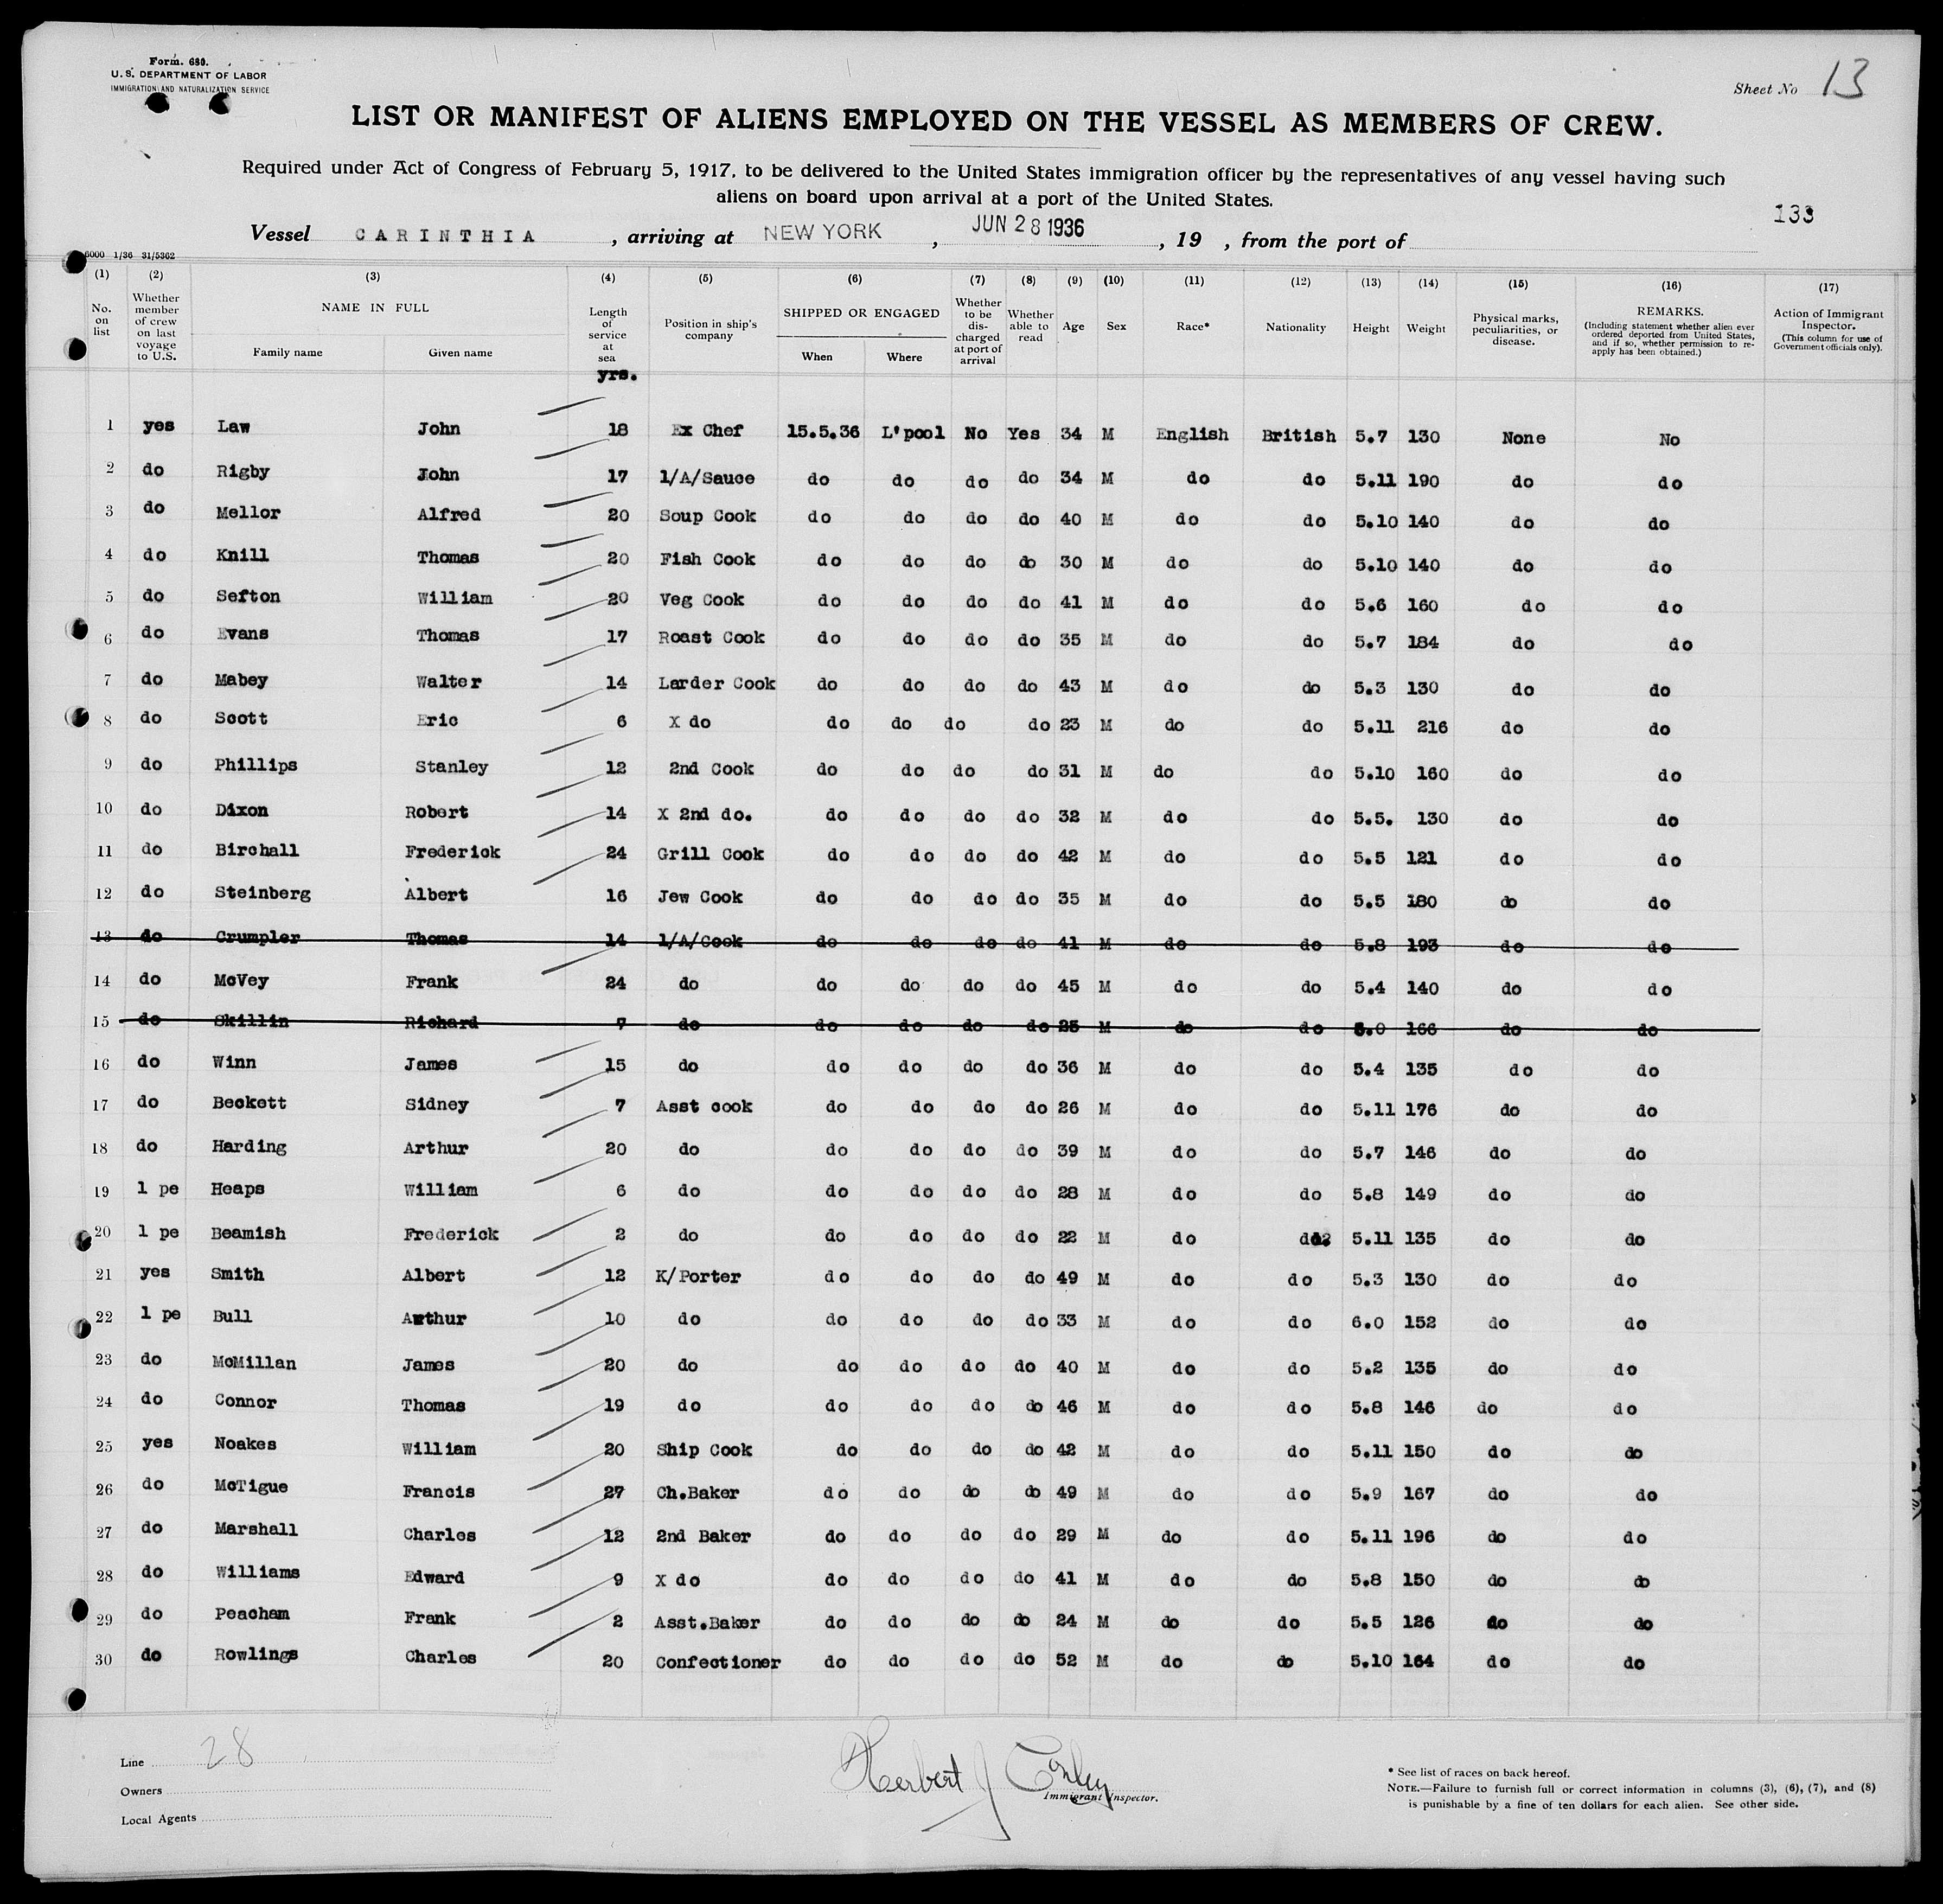 Form. 680.
U. S. DEPARTMENT OF LABOR
IMMIGRATION AND NATURALIZATION SERVICE
Sheet No 13
LIST OR MANIFEST OF ALIENS EMPLOYED ON THE VESSEL AS MEMBERS OF CREW.
Required under Act of Congress of February 5, 1917, to be delivered to the United States immigration officer by the representatives of any vessel having such
aliens on board upon arrival at a port of the United States.
133
Vessel CARINTHIA, arriving at NEW YORK, JUN 28 1936, 19 , from the port of
6000 1/36 31/5362
(1) (2) (3) (4) (5) (6) (7) (8) (9) (10) (11) (12) (13) (14) (15) (16) (17)
No. on list
Whether member of crew on last voyage to U.S.
NAME IN FULL
Family name
Given name
Length of service at sea
yrs.
Position in ship's company
SHIPPED OR ENGAGED
When
Where
Whether to be discharged at port of arrival
Whether able to read
Age
Sex
Race*
Nationality
Height
Weight
Physical marks, peculiarities, or disease.
REMARKS.
(Including statement whether alien ever ordered deported from United States, and if so, whether permission to re-apply has been obtained.)
Action of Immigrant Inspector.
(This column for use of Government officials only).
1 yes Law John 18 Ex Chef 15.5.36 L'pool No Yes 34 M English British 5.7 130 None No
2 do Rigby John 17 1/A/Sauce do do do do 34 M do do 5.11 190 do do
3 do Mellor Alfred 20 Soup Cook do do do do 40 M do do 5.10 140 do do
4 do Knill Thomas 20 Fish Cook do do do do 30 M do do 5.10 140 do do
5 do Sefton William 20 Veg Cook do do do do 41 M do do 5.6 160 do do
6 do Evans Thomas 17 Roast Cook do do do do 35 M do do 5.7 184 do do
7 do Mabey Walter 14 Larder Cook do do do do 43 M do do 5.3 130 do do
8 do Scott Eric 6 X do do do do do 23 M do do 5.11 216 do do
9 do Phillips Stanley 12 2nd Cook do do do do 31 M do do 5.10 160 do do
10 do Dixon Robert 14 X 2nd do. do do do do 32 M do do 5.5. 130 do do
11 do Birchall Frederick 24 Grill Cook do do do do 42 M do do 5.5 121 do do
12 do Steinberg Albert 16 Jew Cook do do do do 35 M do do 5.5 180 do do
13 do Crumpler Thomas 14 1/A/Cook do do do do 41 M do do 5.8 193 do do
14 do McVey Frank 24 do do do do do 45 M do do 5.4 140 do do
15 do Skillin Richard 7 do do do do do 25 M do do 166 do do
16 do Winn James 15 do do do do do 36 M do do 5.4 135 do do
17 do Beckett Sidney 7 Asst cook do do do do 26 M do do 5.11 176 do do
18 do Harding Arthur 20 do do do do do 39 M do do 5.7 146 do do
19 1 pe Heaps William 6 do do do do do 28 M do do 5.8 149 do do
20 1 pe Beamish Frederick 2 do do do do do 22 M do do 5.11 135 do do
21 yes Smith Albert 12 K/Porter do do do do 49 M do do 5.3 130 do do
22 1 pe Bull Arthur 10 do do do do do 33 M do do 6.0 152 do do
23 do McMillan James 20 do do do do do 40 M do do 5.2 135 do do
24 do Connor Thomas 19 do do do do do 46 M do do 5.8 146 do do
25 yes Noakes William 20 Ship Cook do do do do 42 M do do 5.11 150 do do
26 do McTigue Francis 27 Ch.Baker do do do do 49 M do do 5.9 167 do do
27 do Marshall Charles 12 2nd Baker do do do do 29 M do do 5.11 196 do do
28 do Williams Edward 9 X do do do do do 41 M do do 5.8 150 do do
29 do Peacham Frank 2 Asst.Baker do do do do 24 M do do 5.5 126 do do
30 do Rowlings Charles 20 Confectioner do do do do 52 M do do 5.10 164 do do
Line 28
Owners
Local Agents
Herbert J Conley
Immigrant Inspector.
* See list of races on back hereof.
NOTE.—Failure to furnish full or correct information in columns (3), (6), (7), and (8)
is punishable by a fine of ten dollars for each alien. See other side.